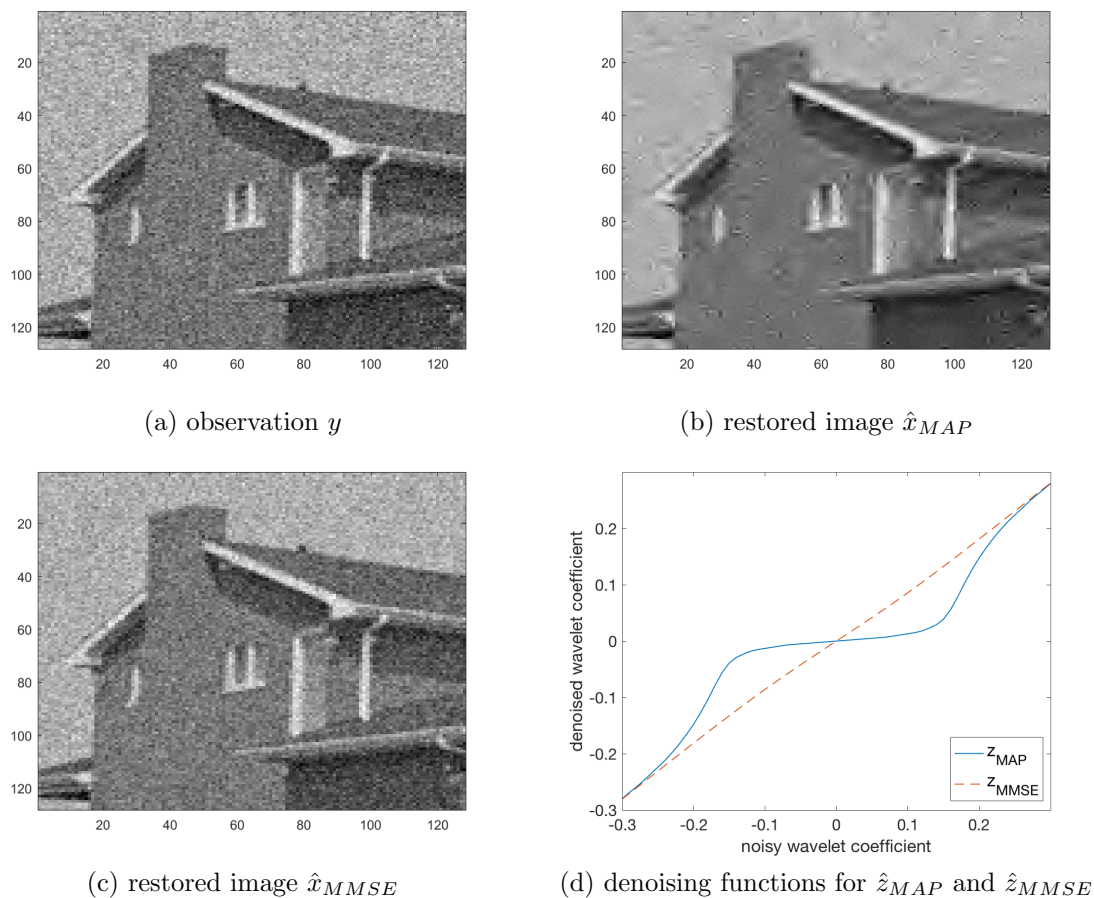 20
40
60
80
100
120
20 40 60 80 100 120
(a) observation y
20
40
60
80
100
120
20 40 60 80 100 120
(b) restored image x̂_MAP
20
40
60
80
100
120
20 40 60 80 100 120
(c) restored image x̂_MMSE
denoised wavelet coefficient
0.2
0.1
0
-0.1
-0.2
-0.3
-0.3 -0.2 -0.1 0 0.1 0.2
noisy wavelet coefficient
z_MAP
z_MMSE
(d) denoising functions for ẑ_MAP and ẑ_MMSE